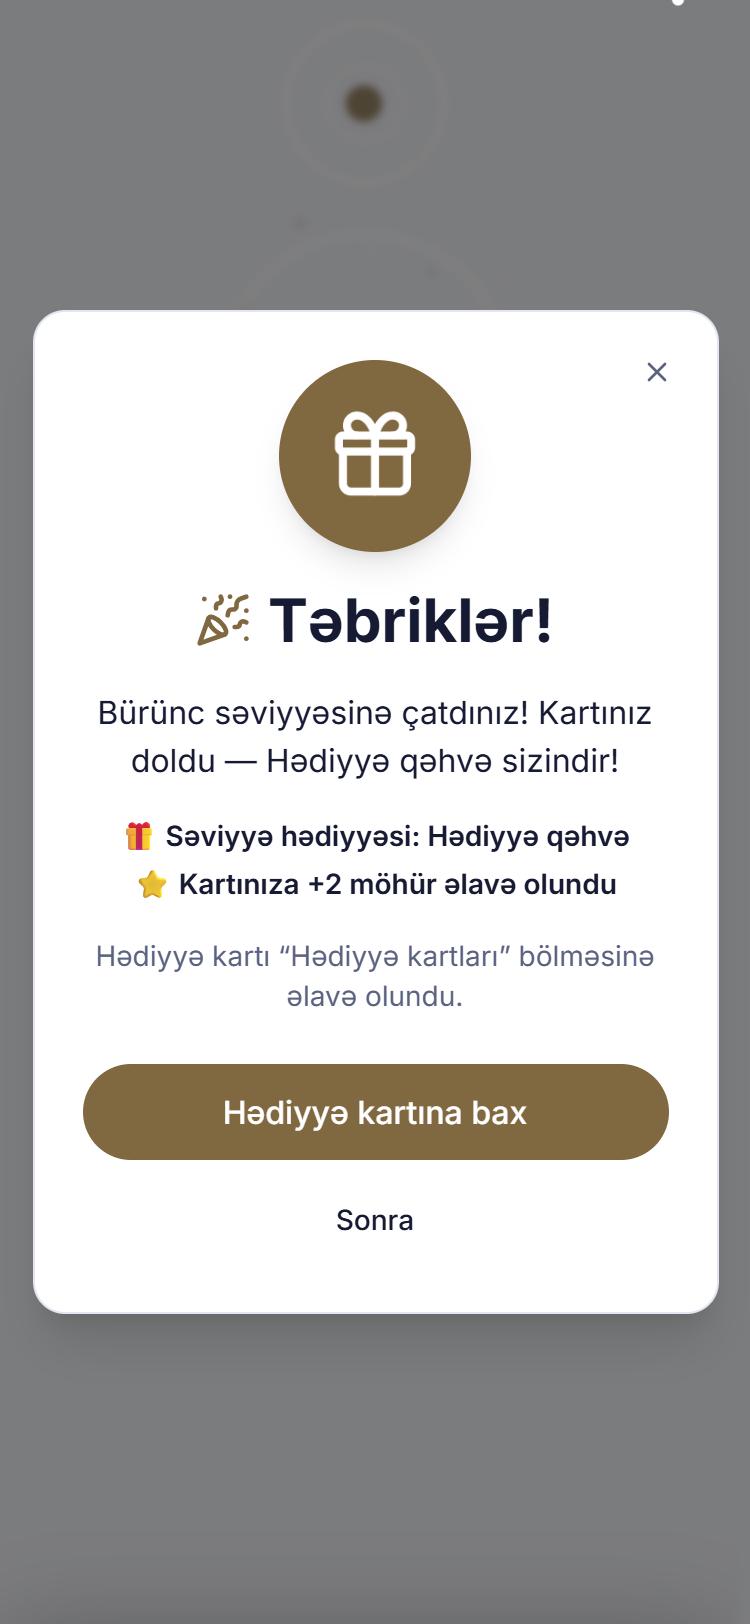 Təbriklər!
Bürünc səviyyəsinə çatdınız! Kartınız
doldu — Hədiyyə qəhvə sizindir!
Səviyyə hədiyyəsi: Hədiyyə qəhvə
Kartınıza +2 möhür əlavə olundu
Hədiyyə kartı “Hədiyyə kartları” bölməsinə
əlavə olundu.
Hədiyyə kartına bax
Sonra